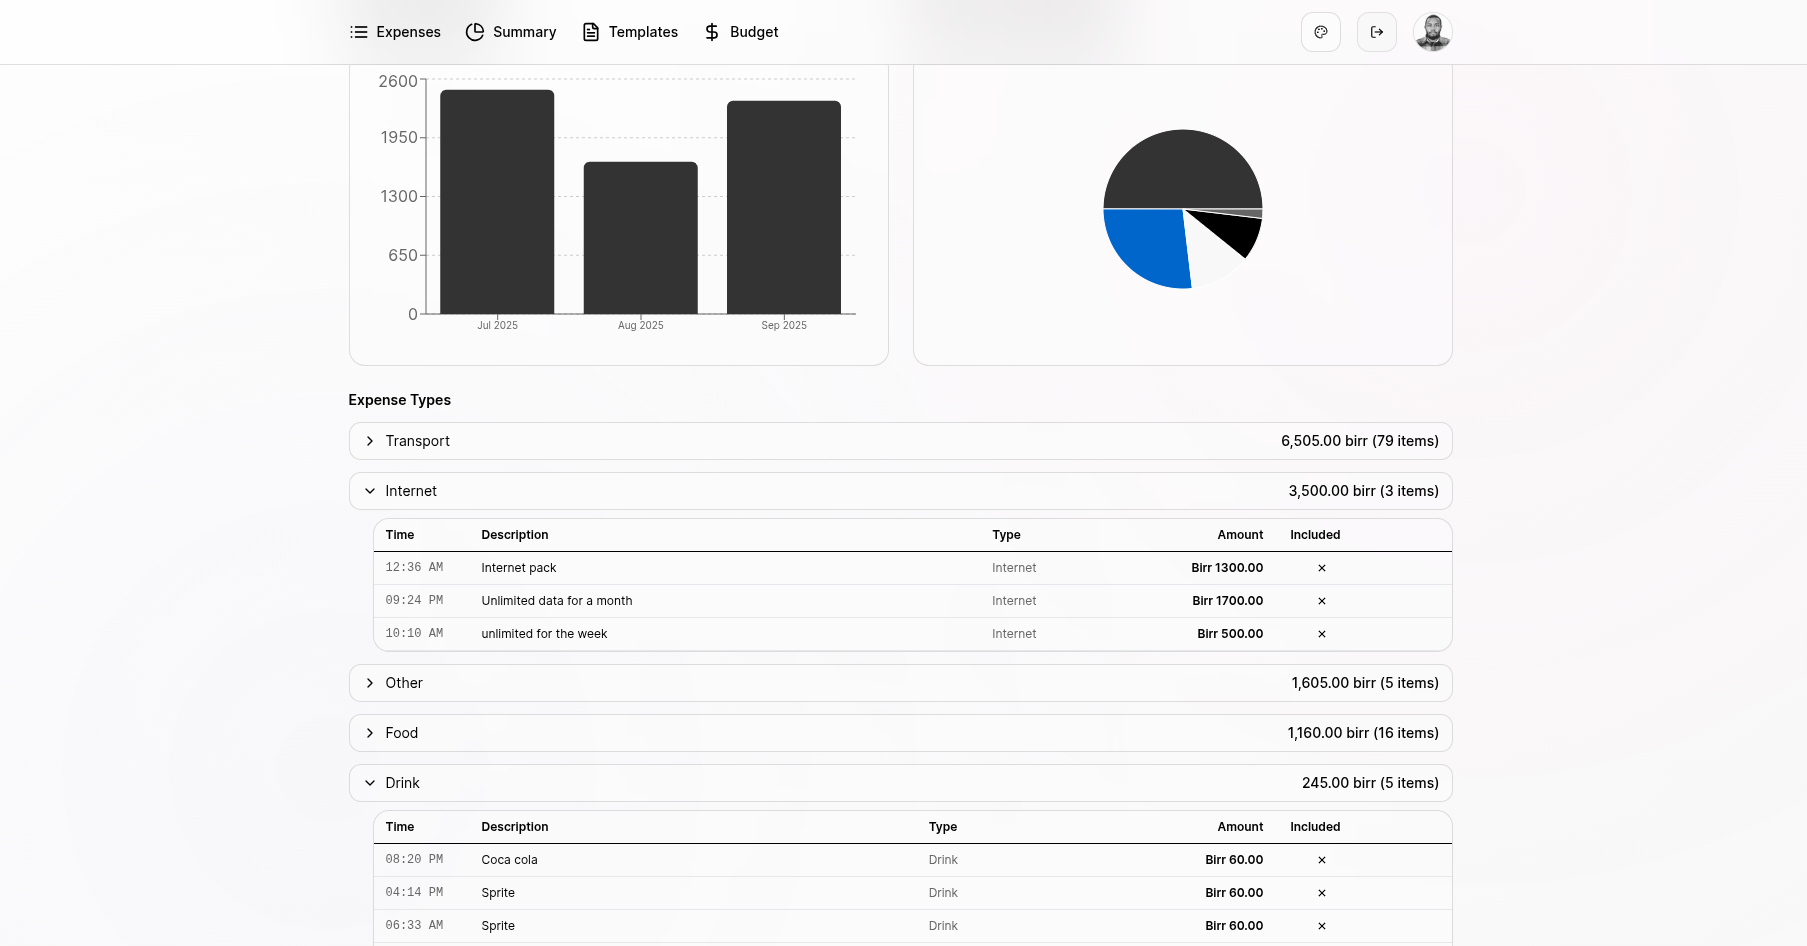 Expenses Summary Templates Budget
2600
1950
1300
650
0
Jul 2025 Aug 2025 Sep 2025
Expense Types
Transport 6,505.00 birr (79 items)
Internet 3,500.00 birr (3 items)
Time Description Type Amount Included
12:36 AM Internet pack Internet Birr 1300.00 ×
09:24 PM Unlimited data for a month Internet Birr 1700.00 ×
10:10 AM unlimited for the week Internet Birr 500.00 ×
Other 1,605.00 birr (5 items)
Food 1,160.00 birr (16 items)
Drink 245.00 birr (5 items)
Time Description Type Amount Included
08:20 PM Coca cola Drink Birr 60.00 ×
04:14 PM Sprite Drink Birr 60.00 ×
06:33 AM Sprite Drink Birr 60.00 ×